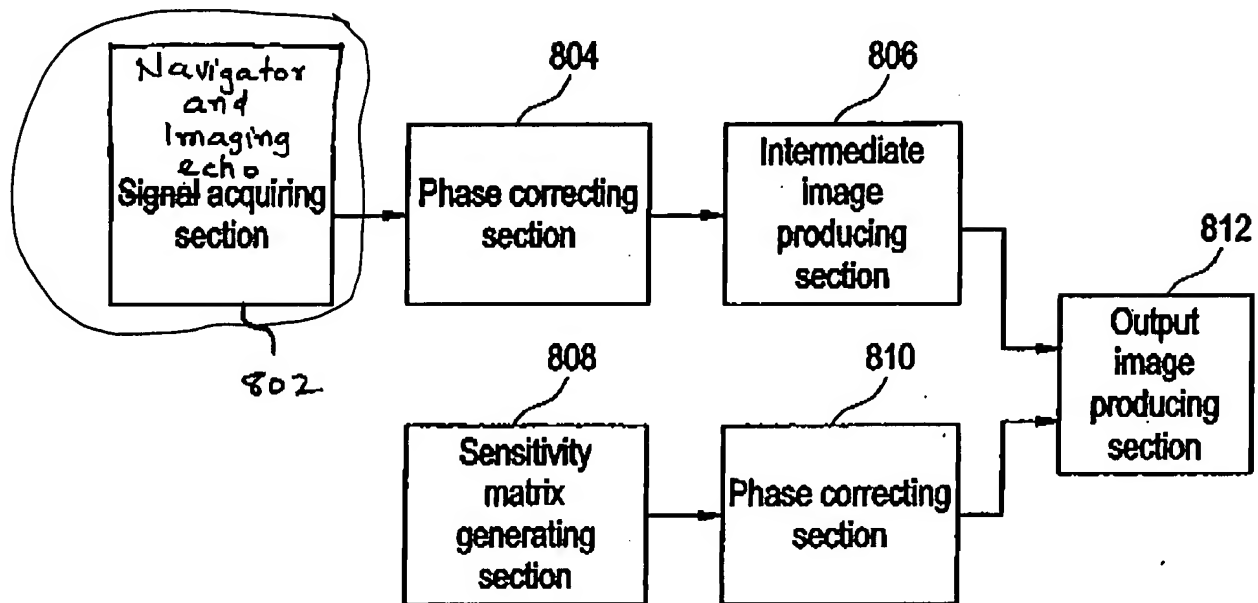 Navigator
and
Imaging
echo
Signal acquiring
section
802
804
Phase correcting
section
806
Intermediate
image
producing
section
808
Sensitivity
matrix
generating
section
810
Phase correcting
section
812
Output
image
producing
section